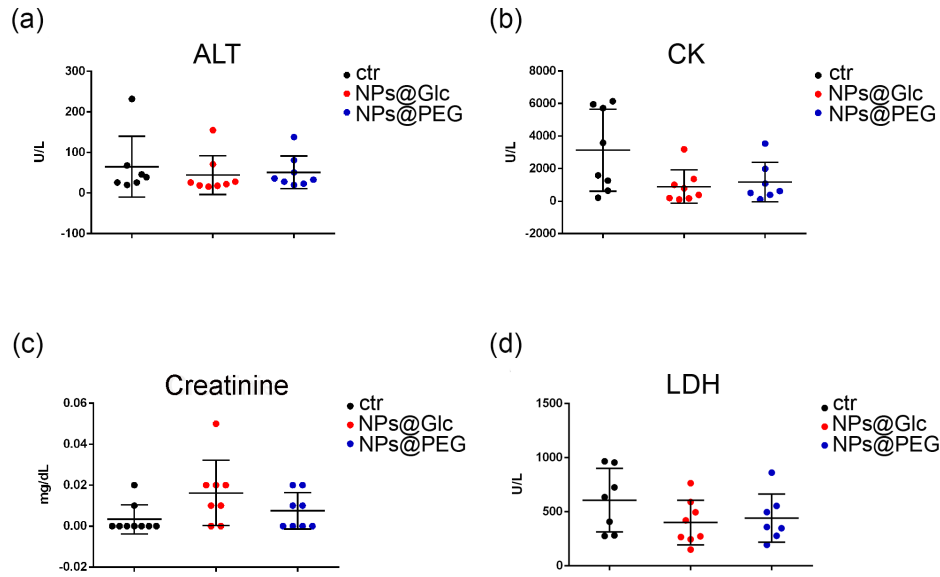 (a)
ALT
300
200
100
0
-100
U/L
ctr
NPs@Glc
NPs@PEG
(b)
CK
8000
6000
4000
2000
0
-2000
U/L
ctr
NPs@Glc
NPs@PEG
(c)
Creatinine
0.06
0.04
0.02
0.00
-0.02
mg/dL
ctr
NPs@Glc
NPs@PEG
(d)
LDH
1500
1000
500
0
U/L
ctr
NPs@Glc
NPs@PEG